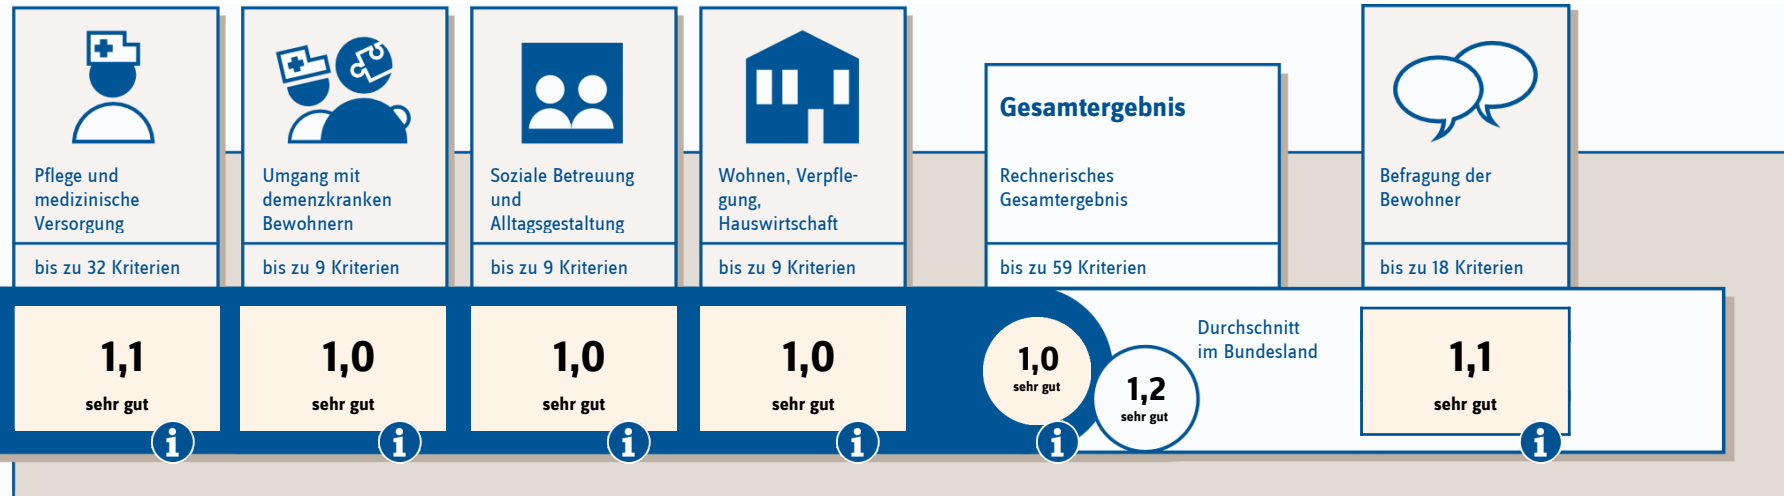 Pflege und
medizinische
Versorgung
bis zu 32 Kriterien
1,1
sehr gut
i
Umgang mit
demenzkranken
Bewohnern
bis zu 9 Kriterien
1,0
sehr gut
i
Soziale Betreuung
und
Alltagsgestaltung
bis zu 9 Kriterien
1,0
sehr gut
i
Wohnen, Verpfle-
gung,
Hauswirtschaft
bis zu 9 Kriterien
1,0
sehr gut
i
Gesamtergebnis
Rechnerisches
Gesamtergebnis
bis zu 59 Kriterien
1,0
sehr gut
i
1,2
sehr gut
Durchschnitt
im Bundesland
Befragung der
Bewohner
bis zu 18 Kriterien
1,1
sehr gut
i